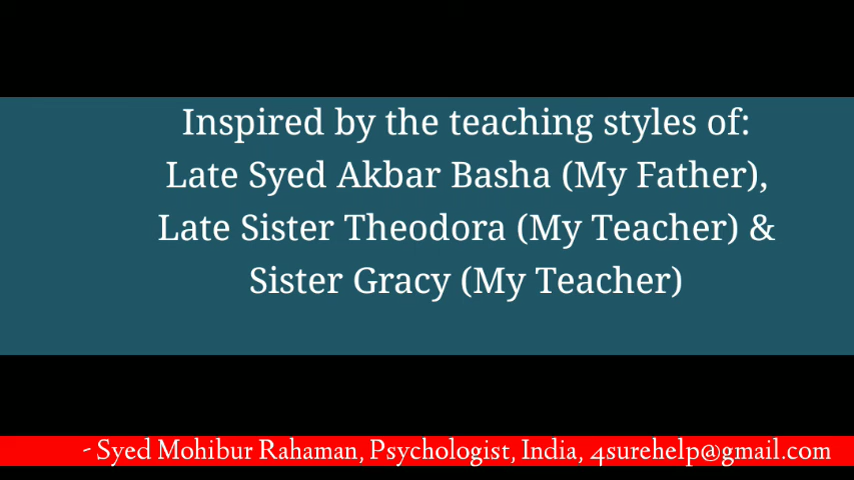 Inspired by the teaching styles of:
Late Syed Akbar Basha (My Father),
Late Sister Theodora (My Teacher) &
Sister Gracy (My Teacher)
- Syed Mohibur Rahaman, Psychologist, India, 4surehelp@gmail.com